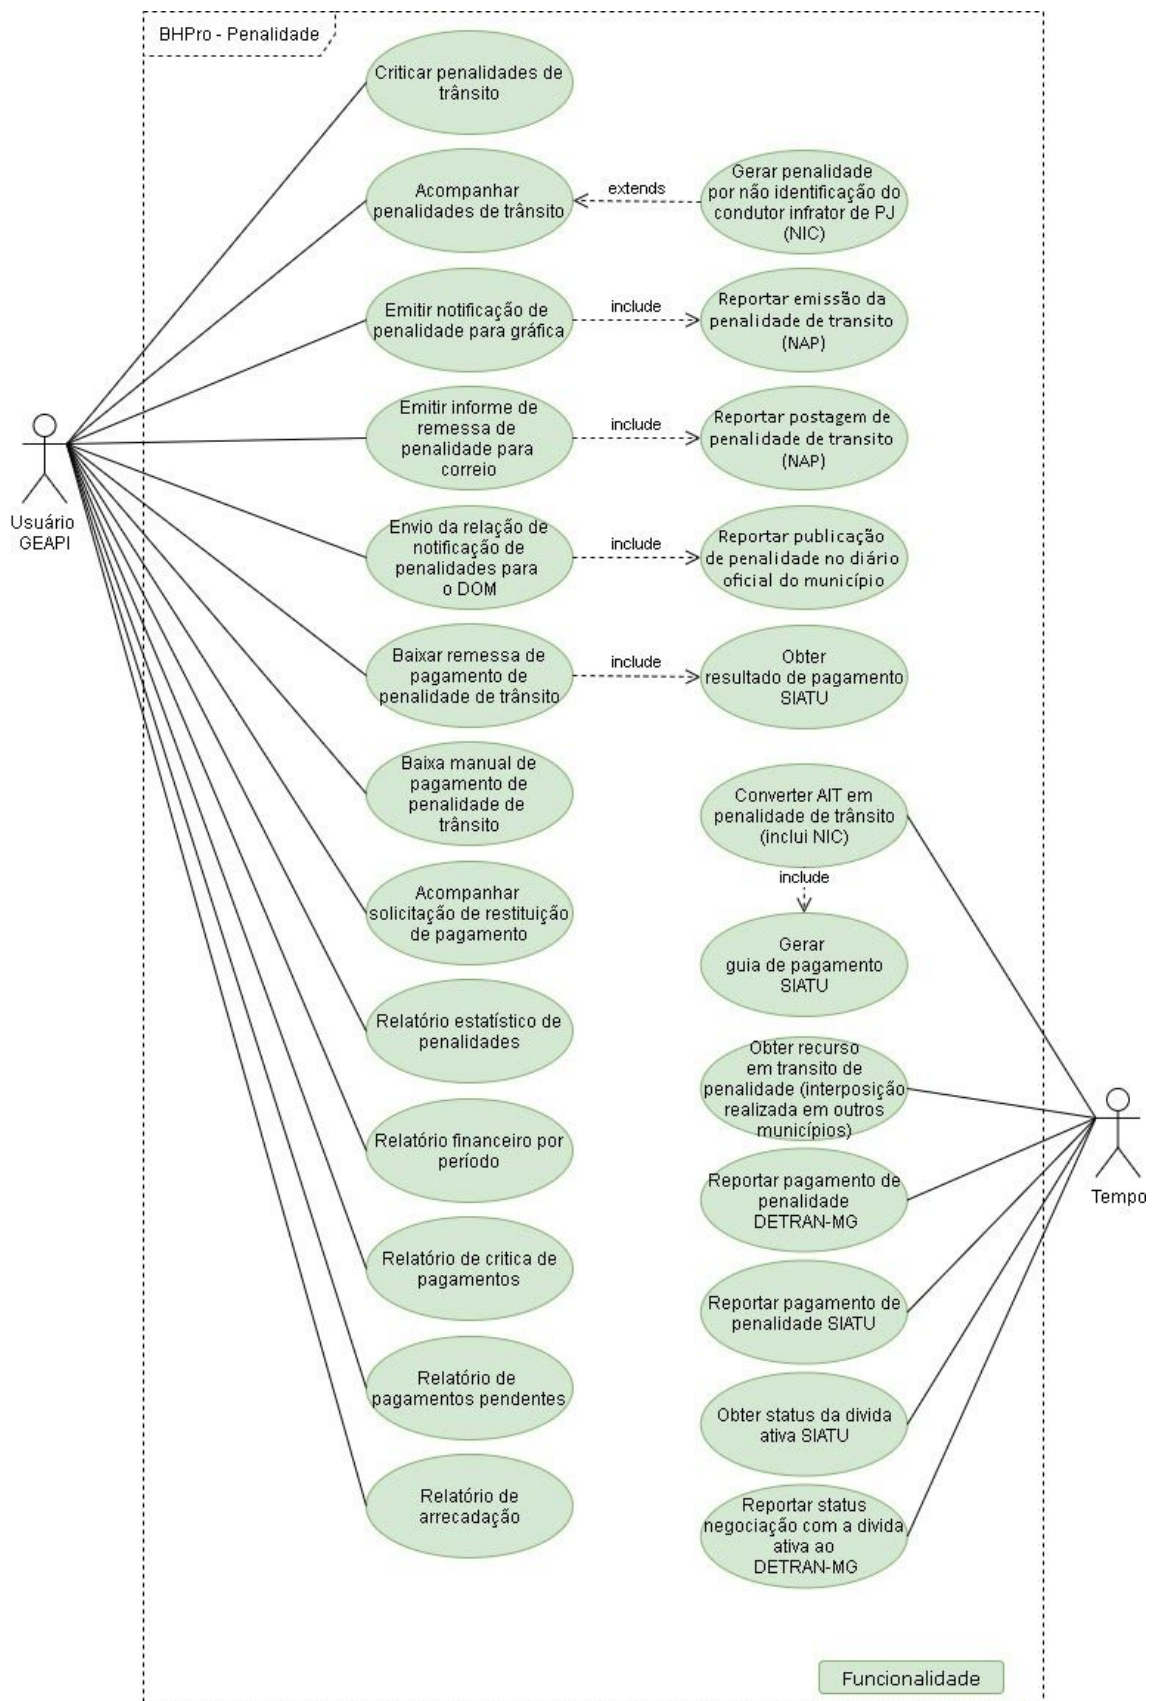 BHPro - Penalidade
Criticar penalidades de
trânsito
Acompanhar
penalidades de trânsito
extends
Gerar penalidade
por não identificação do
condutor infrator de PJ
(NIC)
Emitir notificação de
penalidade para gráfica
include
Reportar emissão da
penalidade de transito
(NAP)
Emitir informe de
remessa de
penalidade para
correio
include
Reportar postagem de
penalidade de transito
(NAP)
Usuário
GEAPI
Envio da relação de
notificação de
penalidades para
o DOM
include
Reportar publicação
de penalidade no diário
oficial do município
Baixar remessa de
pagamento de
penalidade de trânsito
include
Obter
resultado de pagamento
SIATU
Baixa manual de
pagamento de
penalidade de
trânsito
Converter AIT em
penalidade de trânsito
(inclui NIC)
include
Acompanhar
solicitação de restituição
de pagamento
Gerar
guia de pagamento
SIATU
Relatório estatístico de
penalidades
Obter recurso
em transito de
penalidade (interposição
realizada em outros
municípios)
Relatório financeiro por
período
Reportar pagamento de
penalidade
DETRAN-MG
Tempo
Relatório de critica de
pagamentos
Reportar pagamento de
penalidade SIATU
Relatório de
pagamentos pendentes
Obter status da divida
ativa SIATU
Relatório de
arrecadação
Reportar status
negociação com a divida
ativa ao
DETRAN-MG
Funcionalidade